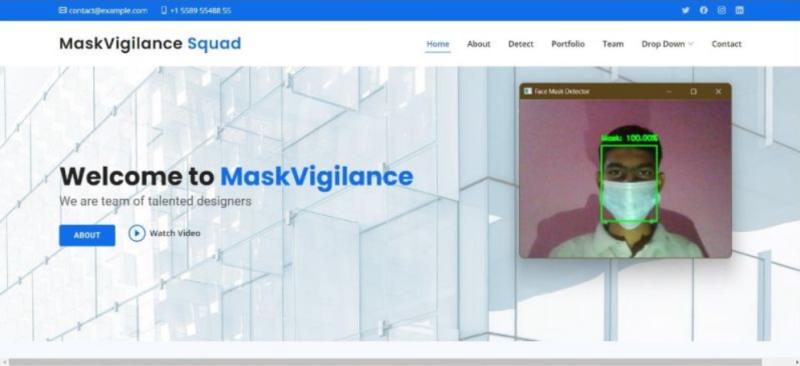 contact@example.com +1 5589 55488 55
MaskVigilance Squad
Home About Detect Portfolio Team Drop Down Contact
Face Mask Detector
Mask: 100.00%
Welcome to MaskVigilance
We are team of talented designers
ABOUT
Watch Video